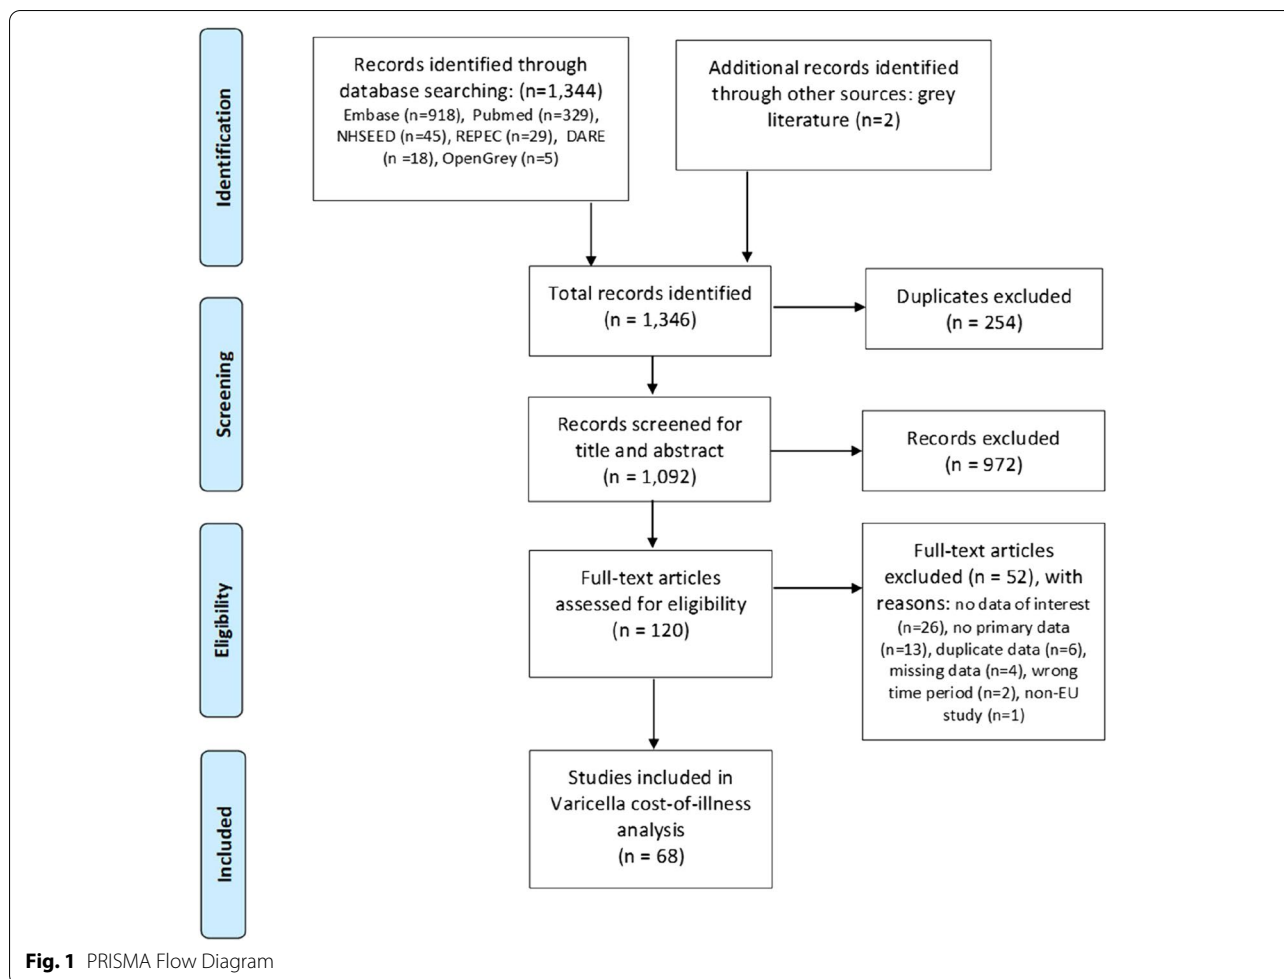 Identification
Records identified through
database searching: (n=1,344)
Embase (n=918), Pubmed (n=329),
NHSEED (n=45), REPEC (n=29), DARE
(n =18), OpenGrey (n=5)
Additional records identified
through other sources: grey
literature (n=2)
Total records identified
(n = 1,346)
Duplicates excluded
(n = 254)
Screening
Records screened for
title and abstract
(n = 1,092)
Records excluded
(n = 972)
Eligibility
Full-text articles
assessed for eligibility
(n = 120)
Full-text articles
excluded (n = 52), with
reasons: no data of interest
(n=26), no primary data
(n=13), duplicate data (n=6),
missing data (n=4), wrong
time period (n=2), non-EU
study (n=1)
Included
Studies included in
Varicella cost-of-illness
analysis
(n = 68)
Fig. 1 PRISMA Flow Diagram